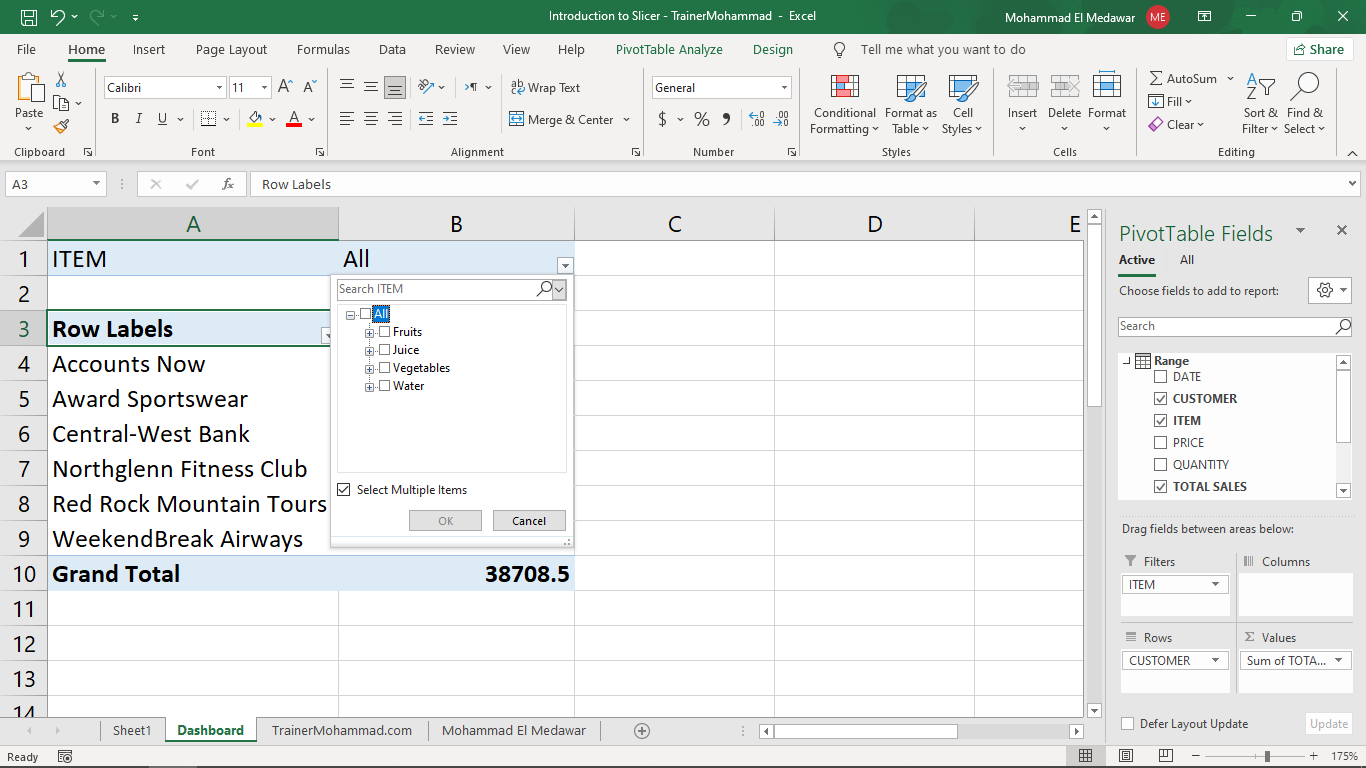 Introduction to Slicer - TrainerMohammad - Excel
Mohammad El Medawar ME
File Home Insert Page Layout Formulas Data Review View Help PivotTable Analyze Design Tell me what you want to do Share
Paste
Clipboard
Calibri 11
B I U A
Font
Wrap Text
Merge & Center
Alignment
General
$ %
Number
Conditional Formatting
Format as Table
Cell Styles
Styles
Insert Delete Format
Cells
AutoSum
Fill
Clear
Sort & Filter
Find & Select
Editing
A3 fx Row Labels
A B C D E
1 ITEM All
2
3 Row Labels
4 Accounts Now
5 Award Sportswear
6 Central-West Bank
7 Northglenn Fitness Club
8 Red Rock Mountain Tours
9 WeekendBreak Airways
10 Grand Total 38708.5
11
12
13
14
Search ITEM
All
Fruits
Juice
Vegetables
Water
Select Multiple Items
OK Cancel
PivotTable Fields
Active All
Choose fields to add to report:
Search
Range
DATE
CUSTOMER
ITEM
PRICE
QUANTITY
TOTAL SALES
Drag fields between areas below:
Filters Columns
ITEM
Rows Σ Values
CUSTOMER Sum of TOTA...
Defer Layout Update Update
Sheet1 Dashboard TrainerMohammad.com Mohammad El Medawar
Ready 175%